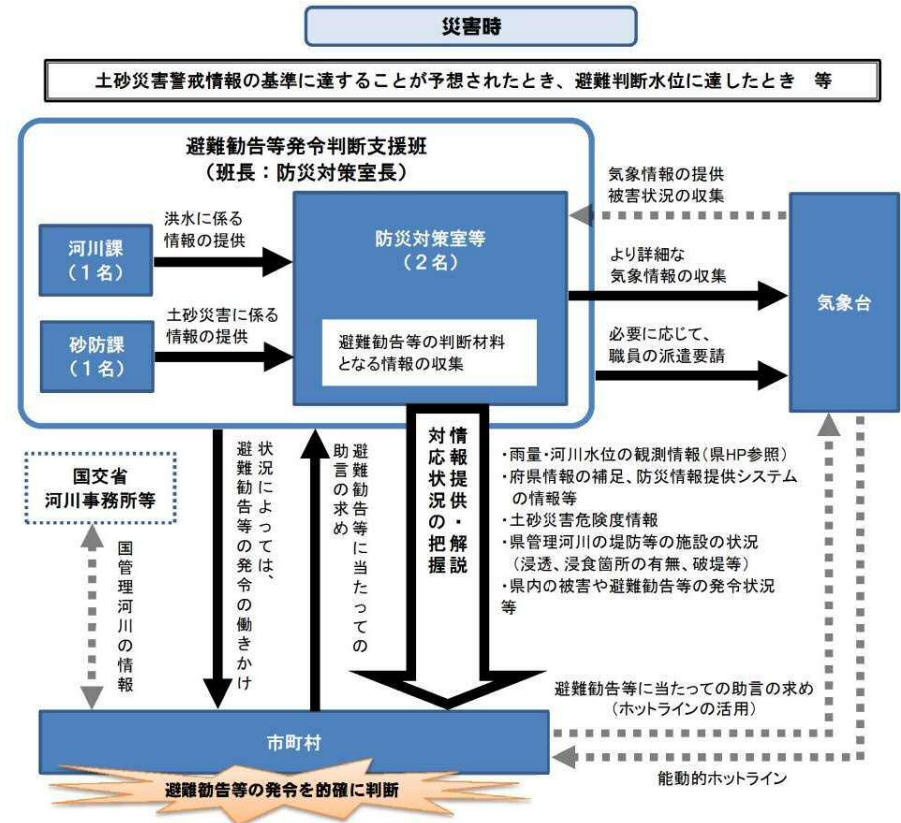 災害時
土砂災害警戒情報の基準に達することが予想されたとき、避難判断水位に達したとき 等
避難勧告等発令判断支援班
(班長:防災対策室長)
河川課
(1名)
洪水に係る
情報の提供
砂防課
(1名)
土砂災害に係る
情報の提供
防災対策室等
(2名)
避難勧告等の判断材料
となる情報の収集
気象情報の提供
被害状況の収集
より詳細な
気象情報の収集
必要に応じて、
職員の派遣要請
気象台
国交省
河川事務所等
国管理河川の情報
状況によっては、
避難勧告等の発令の働きかけ
避難勧告等に当たっての
助言の求め
情報提供・解説
対応状況の把握
・雨量・河川水位の観測情報(県HP参照)
・府県情報の補足、防災情報提供システム
の情報等
・土砂災害危険度情報
・県管理河川の堤防等の施設の状況
(浸透、浸食箇所の有無、破堤等)
・県内の被害や避難勧告等の発令状況
等
避難勧告等に当たっての助言の求め
(ホットラインの活用)
能動的ホットライン
市町村
避難勧告等の発令を的確に判断